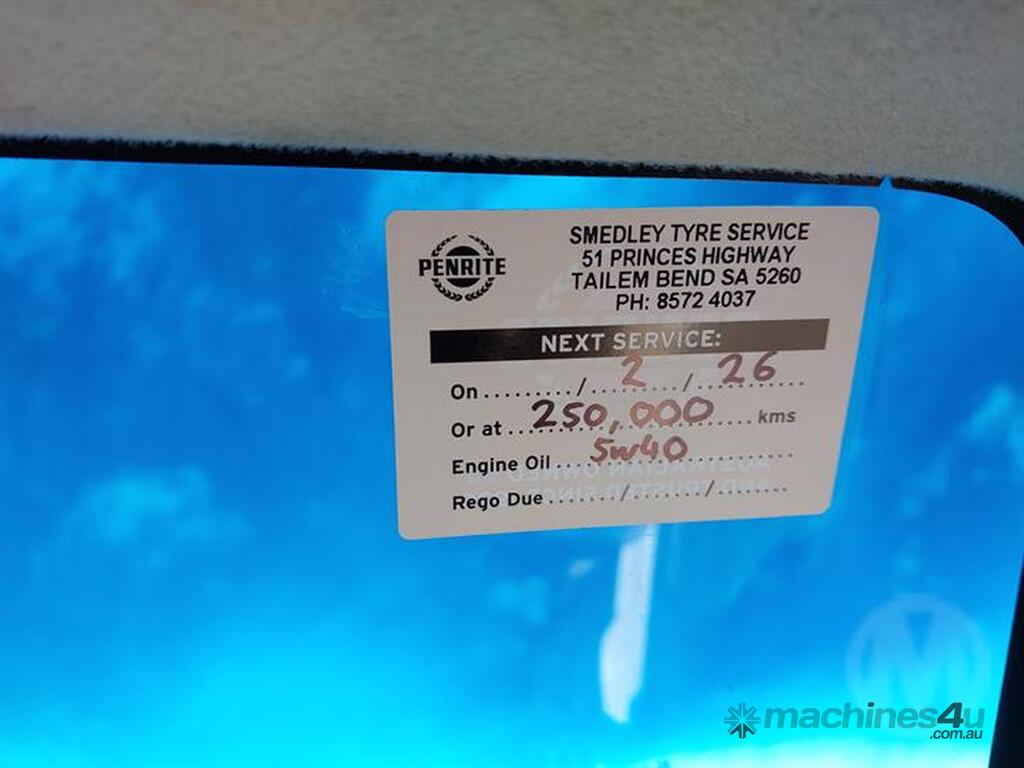 PENRITE
SMEDLEY TYRE SERVICE
51 PRINCES HIGHWAY
TAILEM BEND SA 5260
PH: 8572 4037
NEXT SERVICE:
On ........./....2...../...26......
Or at ...250,000.....kms
Engine Oil....5w40................
Rego Due ......./......./........
M
machines4u
.com.au